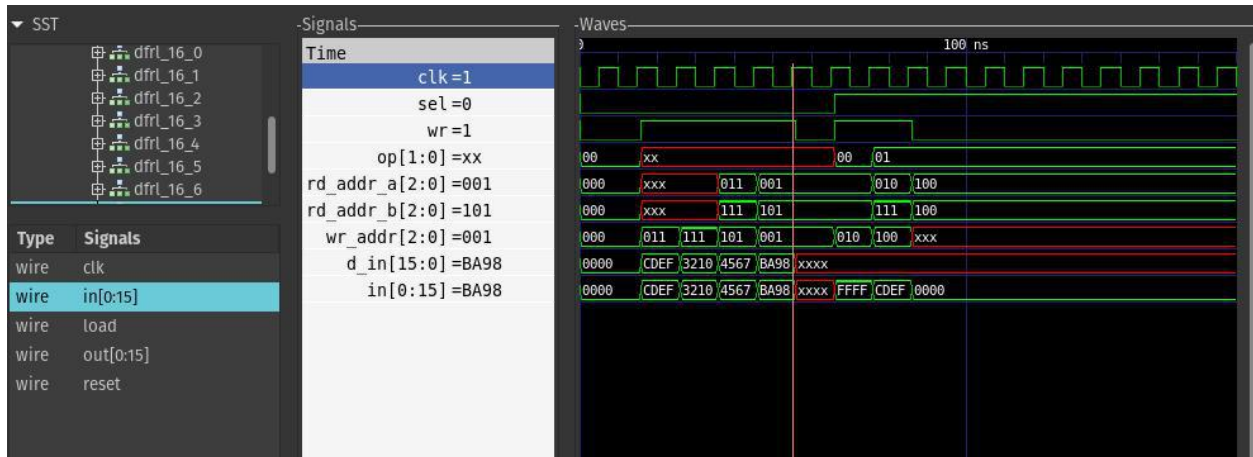 SST
dfrl_16_0
dfrl_16_1
dfrl_16_2
dfrl_16_3
dfrl_16_4
dfrl_16_5
dfrl_16_6
Type Signals
wire clk
wire in[0:15]
wire load
wire out[0:15]
wire reset
Signals
Time
clk =1
sel =0
wr =1
op[1:0] =xx
rd_addr_a[2:0] =001
rd_addr_b[2:0] =101
wr_addr[2:0] =001
d_in[15:0] =BA98
in[0:15] =BA98
Waves
0 100 ns
00 xx 00 01
000 xxx 011 001 010 100
000 xxx 111 101 111 100
000 011 111 101 001 010 100 xxx
0000 CDEF 3210 4567 BA98 xxxx
0000 CDEF 3210 4567 BA98 xxxx FFFF CDEF 0000